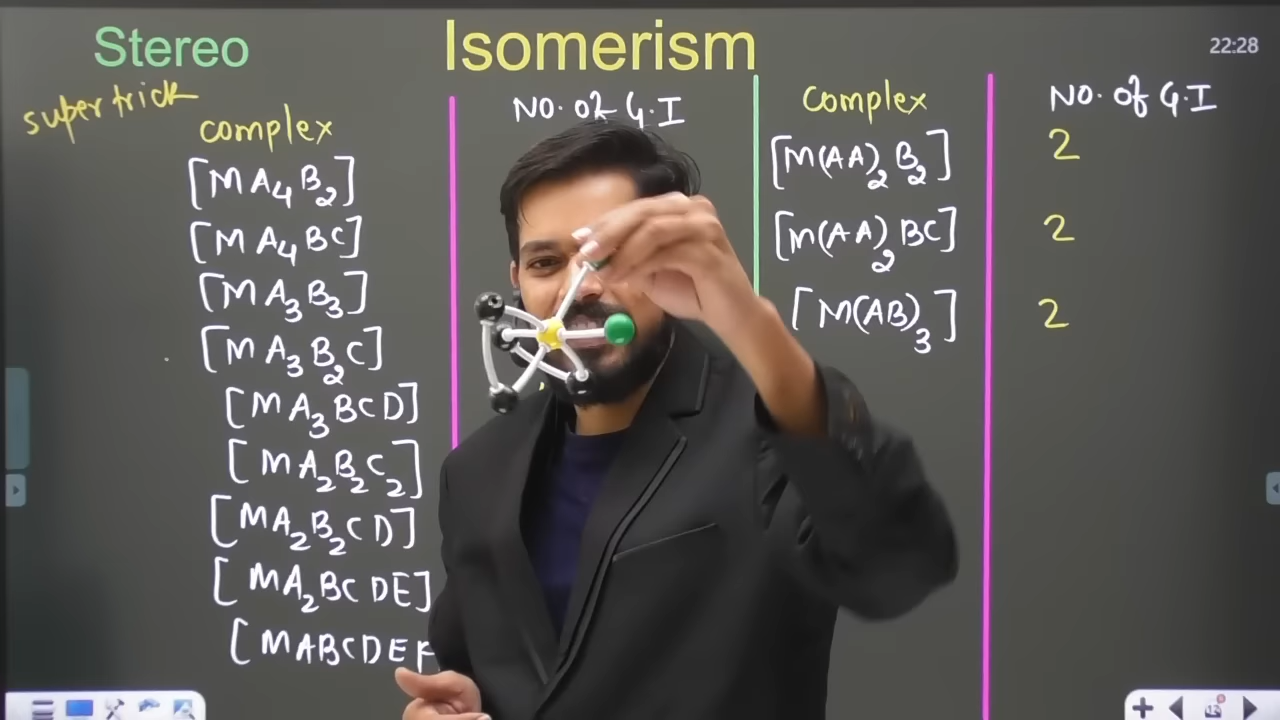 Stereo Isomerism
22:28
super trick
complex
NO. of G.I
complex
NO. of G.I
[MA₄B₂]
[MA₄BC]
[MA₃B₃]
[MA₃B₂C]
[MA₃BCD]
[MA₂B₂C₂]
[MA₂B₂CD]
[MA₂BCDE]
[MABCDEF
[M(AA)₂B₂] 2
[M(AA)₂BC] 2
[M(AB)₃] 2